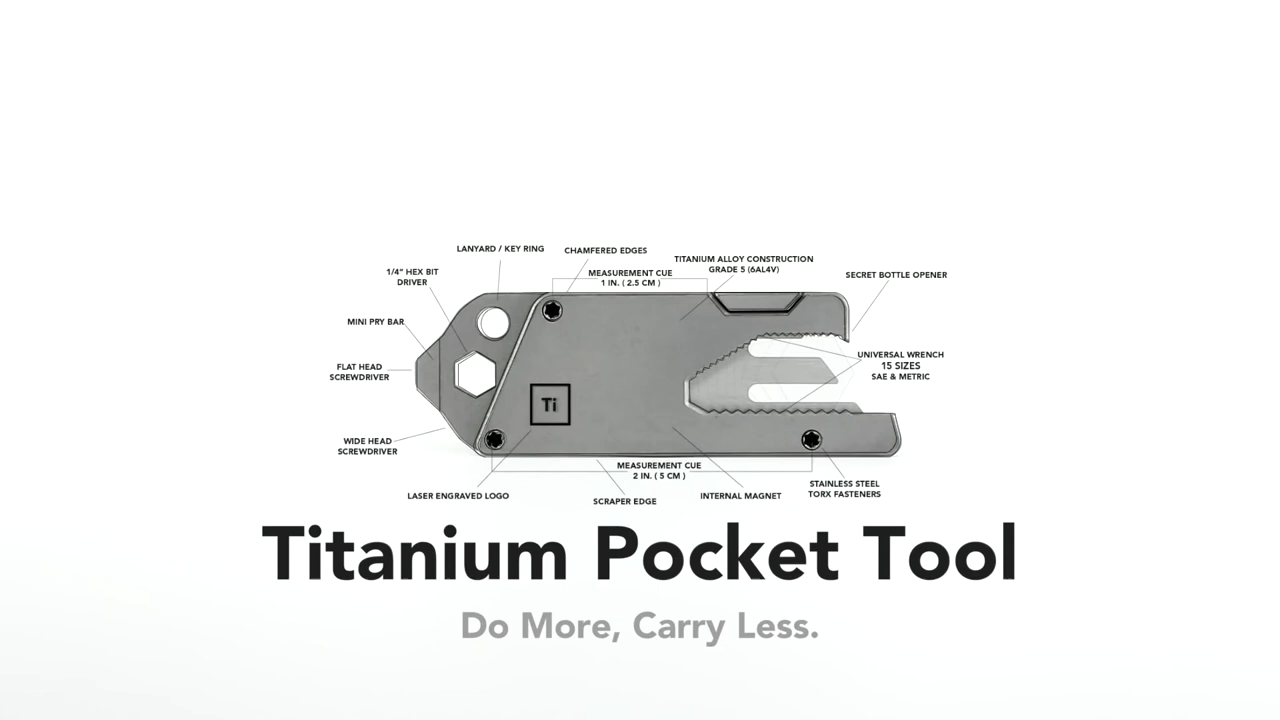 LANYARD / KEY RING
CHAMFERED EDGES
TITANIUM ALLOY CONSTRUCTION
GRADE 5 (6AL4V)
1/4" HEX BIT
DRIVER
MEASUREMENT CUE
1 IN. ( 2.5 CM )
SECRET BOTTLE OPENER
MINI PRY BAR
UNIVERSAL WRENCH
15 SIZES
SAE & METRIC
FLAT HEAD
SCREWDRIVER
Ti
WIDE HEAD
SCREWDRIVER
MEASUREMENT CUE
2 IN. ( 5 CM )
STAINLESS STEEL
TORX FASTENERS
LASER ENGRAVED LOGO
SCRAPER EDGE
INTERNAL MAGNET
Titanium Pocket Tool
Do More, Carry Less.